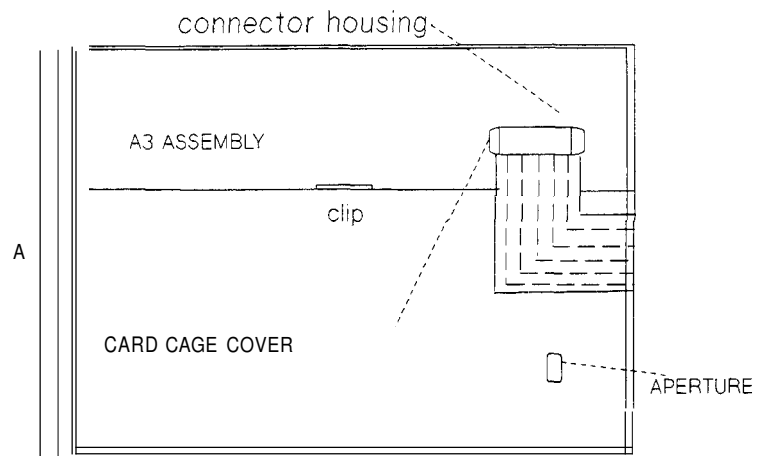 connector housing
A3 ASSEMBLY
clip
A
CARD CAGE COVER
APERTURE